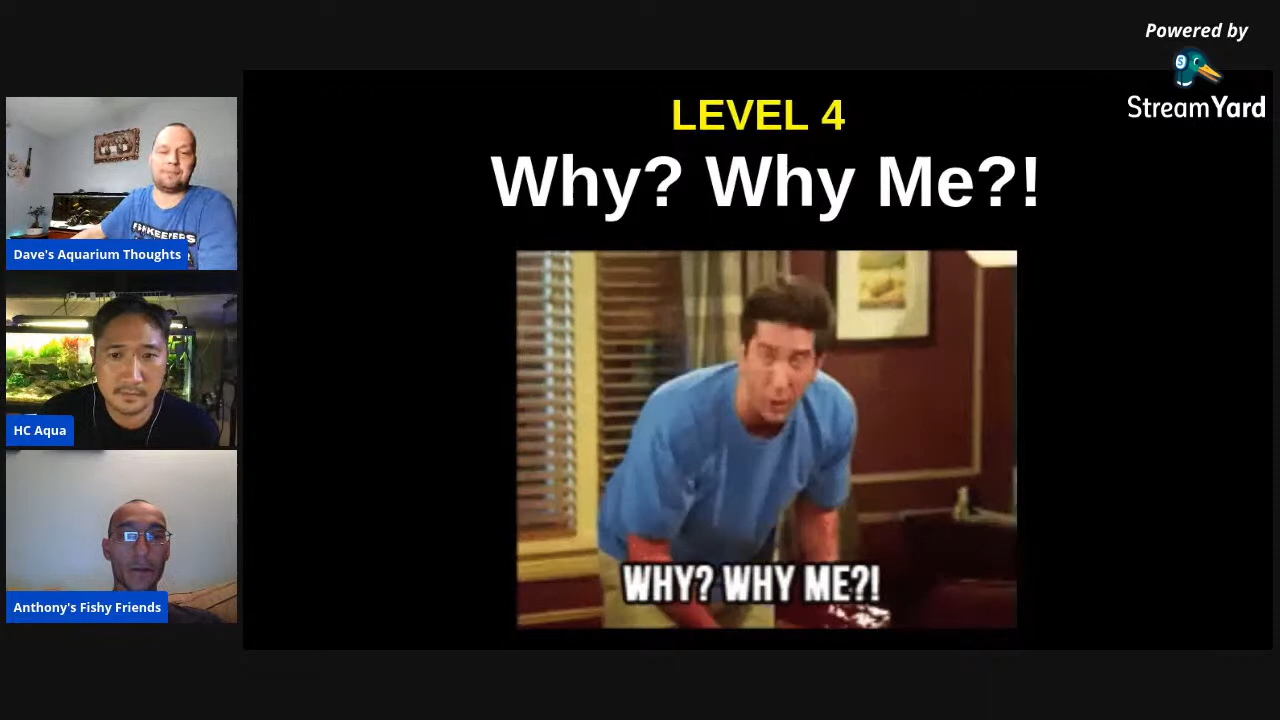 Powered by
StreamYard
LEVEL 4
Why? Why Me?!
WHY? WHY ME?!
Dave's Aquarium Thoughts
HC Aqua
Anthony's Fishy Friends